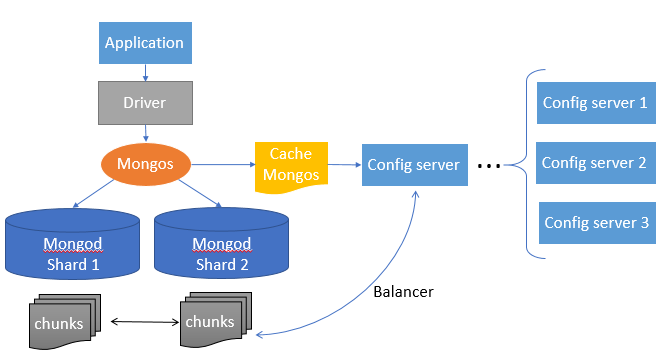 Application
Driver
Mongos
Cache
Mongos
Config server
...
Config server 1
Config server 2
Config server 3
Mongod
Shard 1
Mongod
Shard 2
Balancer
chunks
chunks